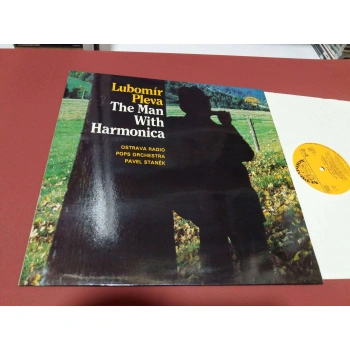 Lubomír
Pleva
The Man
With
Harmonica
OSTRAVA RADIO
POPS ORCHESTRA
PAVEL STANĚK